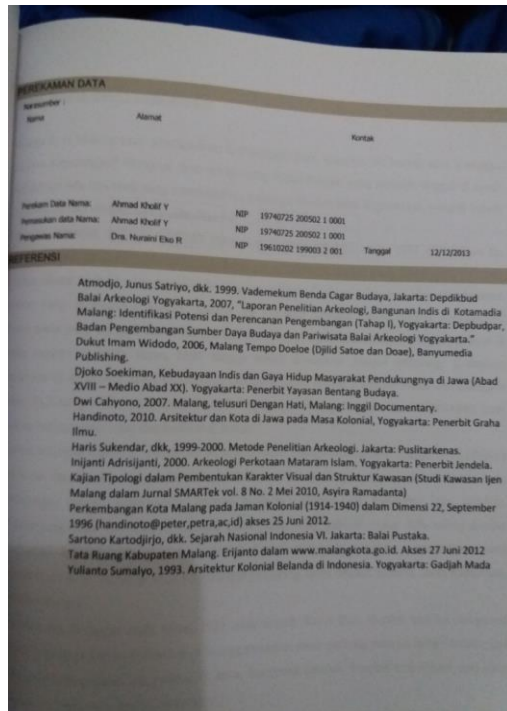 PEREKAMAN DATA
Narasumber :
Nama Alamat
Kontak
Perekam Data Nama: Ahmad Kholif Y NIP 19740725 200502 1 0001
Pemasukan data Nama: Ahmad Kholif Y NIP 19740725 200502 1 0001
Pengawas Nama: Dra. Nuraini Eko R NIP 19610202 199003 2 001 Tanggal 12/12/2013
REFERENSI
Atmodjo, Junus Satriyo, dkk. 1999. Vademekum Benda Cagar Budaya, Jakarta: Depdikbud
Balai Arkeologi Yogyakarta, 2007, "Laporan Penelitian Arkeologi, Bangunan Indis di Kotamadia
Malang: Identifikasi Potensi dan Perencanan Pengembangan (Tahap I), Yogyakarta: Depbudpar,
Badan Pengembangan Sumber Daya Budaya dan Pariwisata Balai Arkeologi Yogyakarta."
Dukut Imam Widodo, 2006, Malang Tempo Doeloe (Djilid Satoe dan Doae), Banyumedia
Publishing.
Djoko Soekiman, Kebudayaan Indis dan Gaya Hidup Masyarakat Pendukungnya di Jawa (Abad
XVIII – Medio Abad XX). Yogyakarta: Penerbit Yayasan Bentang Budaya.
Dwi Cahyono, 2007. Malang, telusuri Dengan Hati, Malang: Inggil Documentary.
Handinoto, 2010. Arsitektur dan Kota di Jawa pada Masa Kolonial, Yogyakarta: Penerbit Graha
Ilmu.
Haris Sukendar, dkk, 1999-2000. Metode Penelitian Arkeologi. Jakarta: Puslitarkenas.
Inijanti Adrisijanti, 2000. Arkeologi Perkotaan Mataram Islam. Yogyakarta: Penerbit Jendela.
Kajian Tipologi dalam Pembentukan Karakter Visual dan Struktur Kawasan (Studi Kawasan Ijen
Malang dalam Jurnal SMARTek vol. 8 No. 2 Mei 2010, Asyira Ramadanta)
Perkembangan Kota Malang pada Jaman Kolonial (1914-1940) dalam Dimensi 22, September
1996 (handinoto@peter,petra,ac,id) akses 25 Juni 2012.
Sartono Kartodjirjo, dkk. Sejarah Nasional Indonesia VI. Jakarta: Balai Pustaka.
Tata Ruang Kabupaten Malang. Erijanto dalam www.malangkota.go.id. Akses 27 Juni 2012
Yulianto Sumalyo, 1993. Arsitektur Kolonial Belanda di Indonesia. Yogyakarta: Gadjah Mada